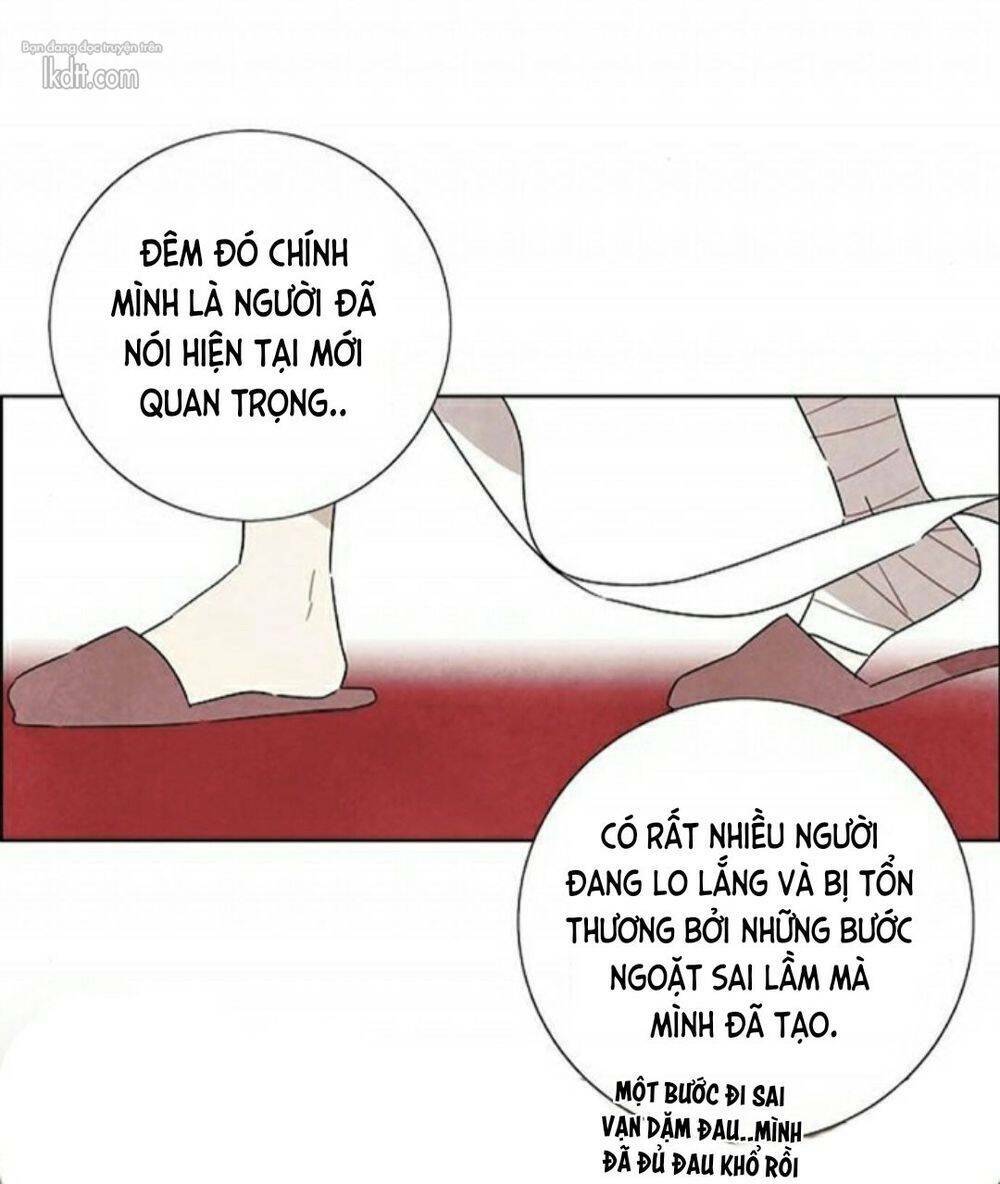 Bạn đang đọc truyện trên
lkdtt.com
ĐÊM ĐÓ CHÍNH
MÌNH LÀ NGƯỜI ĐÃ
NÓI HIỆN TẠI MỚI
QUAN TRỌNG..
CÓ RẤT NHIỀU NGƯỜI
ĐANG LO LẮNG VÀ BỊ TỔN
THƯƠNG BỞI NHỮNG BƯỚC
NGOẶT SAI LẦM MÀ
MÌNH ĐÃ TẠO.
MỘT BƯỚC ĐI SAI
VẠN DẶM ĐAU..MÌNH
ĐÃ ĐỦ ĐAU KHỔ RỒI